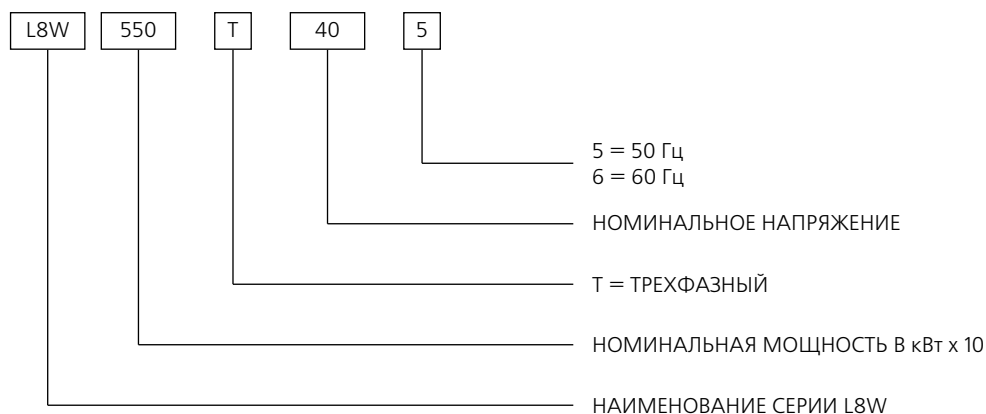 L8W 550 T 40 5
5 = 50 Гц
6 = 60 Гц
НОМИНАЛЬНОЕ НАПРЯЖЕНИЕ
T = ТРЕХФАЗНЫЙ
НОМИНАЛЬНАЯ МОЩНОСТЬ В кВт x 10
НАИМЕНОВАНИЕ СЕРИИ L8W